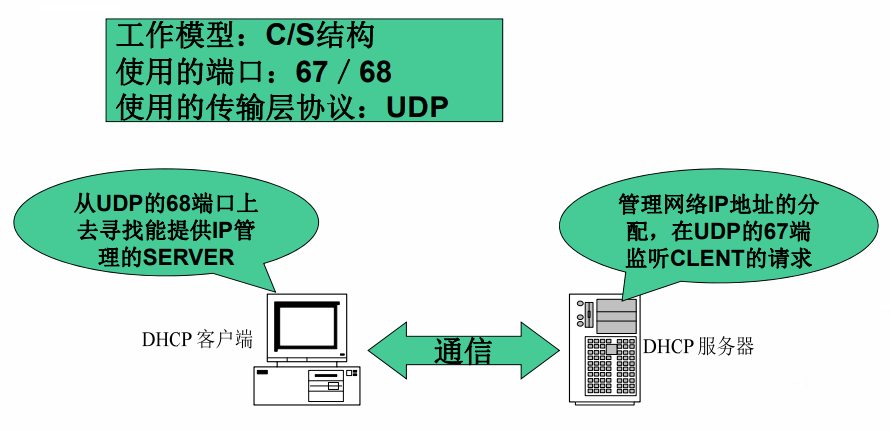 工作模型：C/S结构
使用的端口：67／68
使用的传输层协议：UDP
从UDP的68端口上
去寻找能提供IP管
理的SERVER
管理网络IP地址的分
配，在UDP的67端
监听CLENT的请求
DHCP 客户端
通信
DHCP 服务器